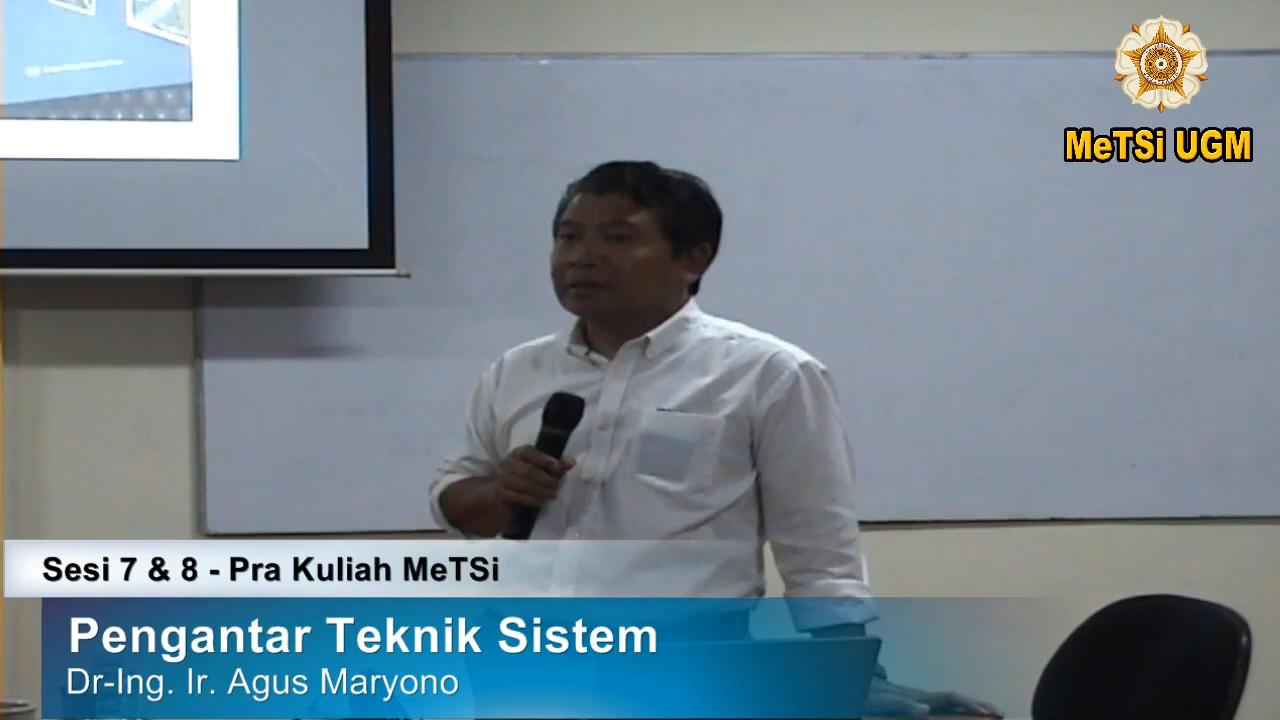 MeTSi UGM
Sesi 7 & 8 - Pra Kuliah MeTSi
Pengantar Teknik Sistem
Dr-Ing. Ir. Agus Maryono